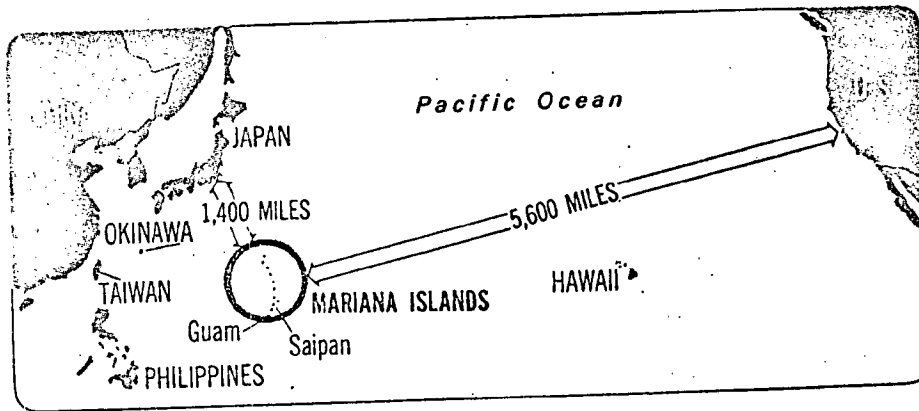 Pacific Ocean
JAPAN
1,400 MILES
5,600 MILES
OKINAWA
TAIWAN
HAWAII
MARIANA ISLANDS
Guam
Saipan
PHILIPPINES